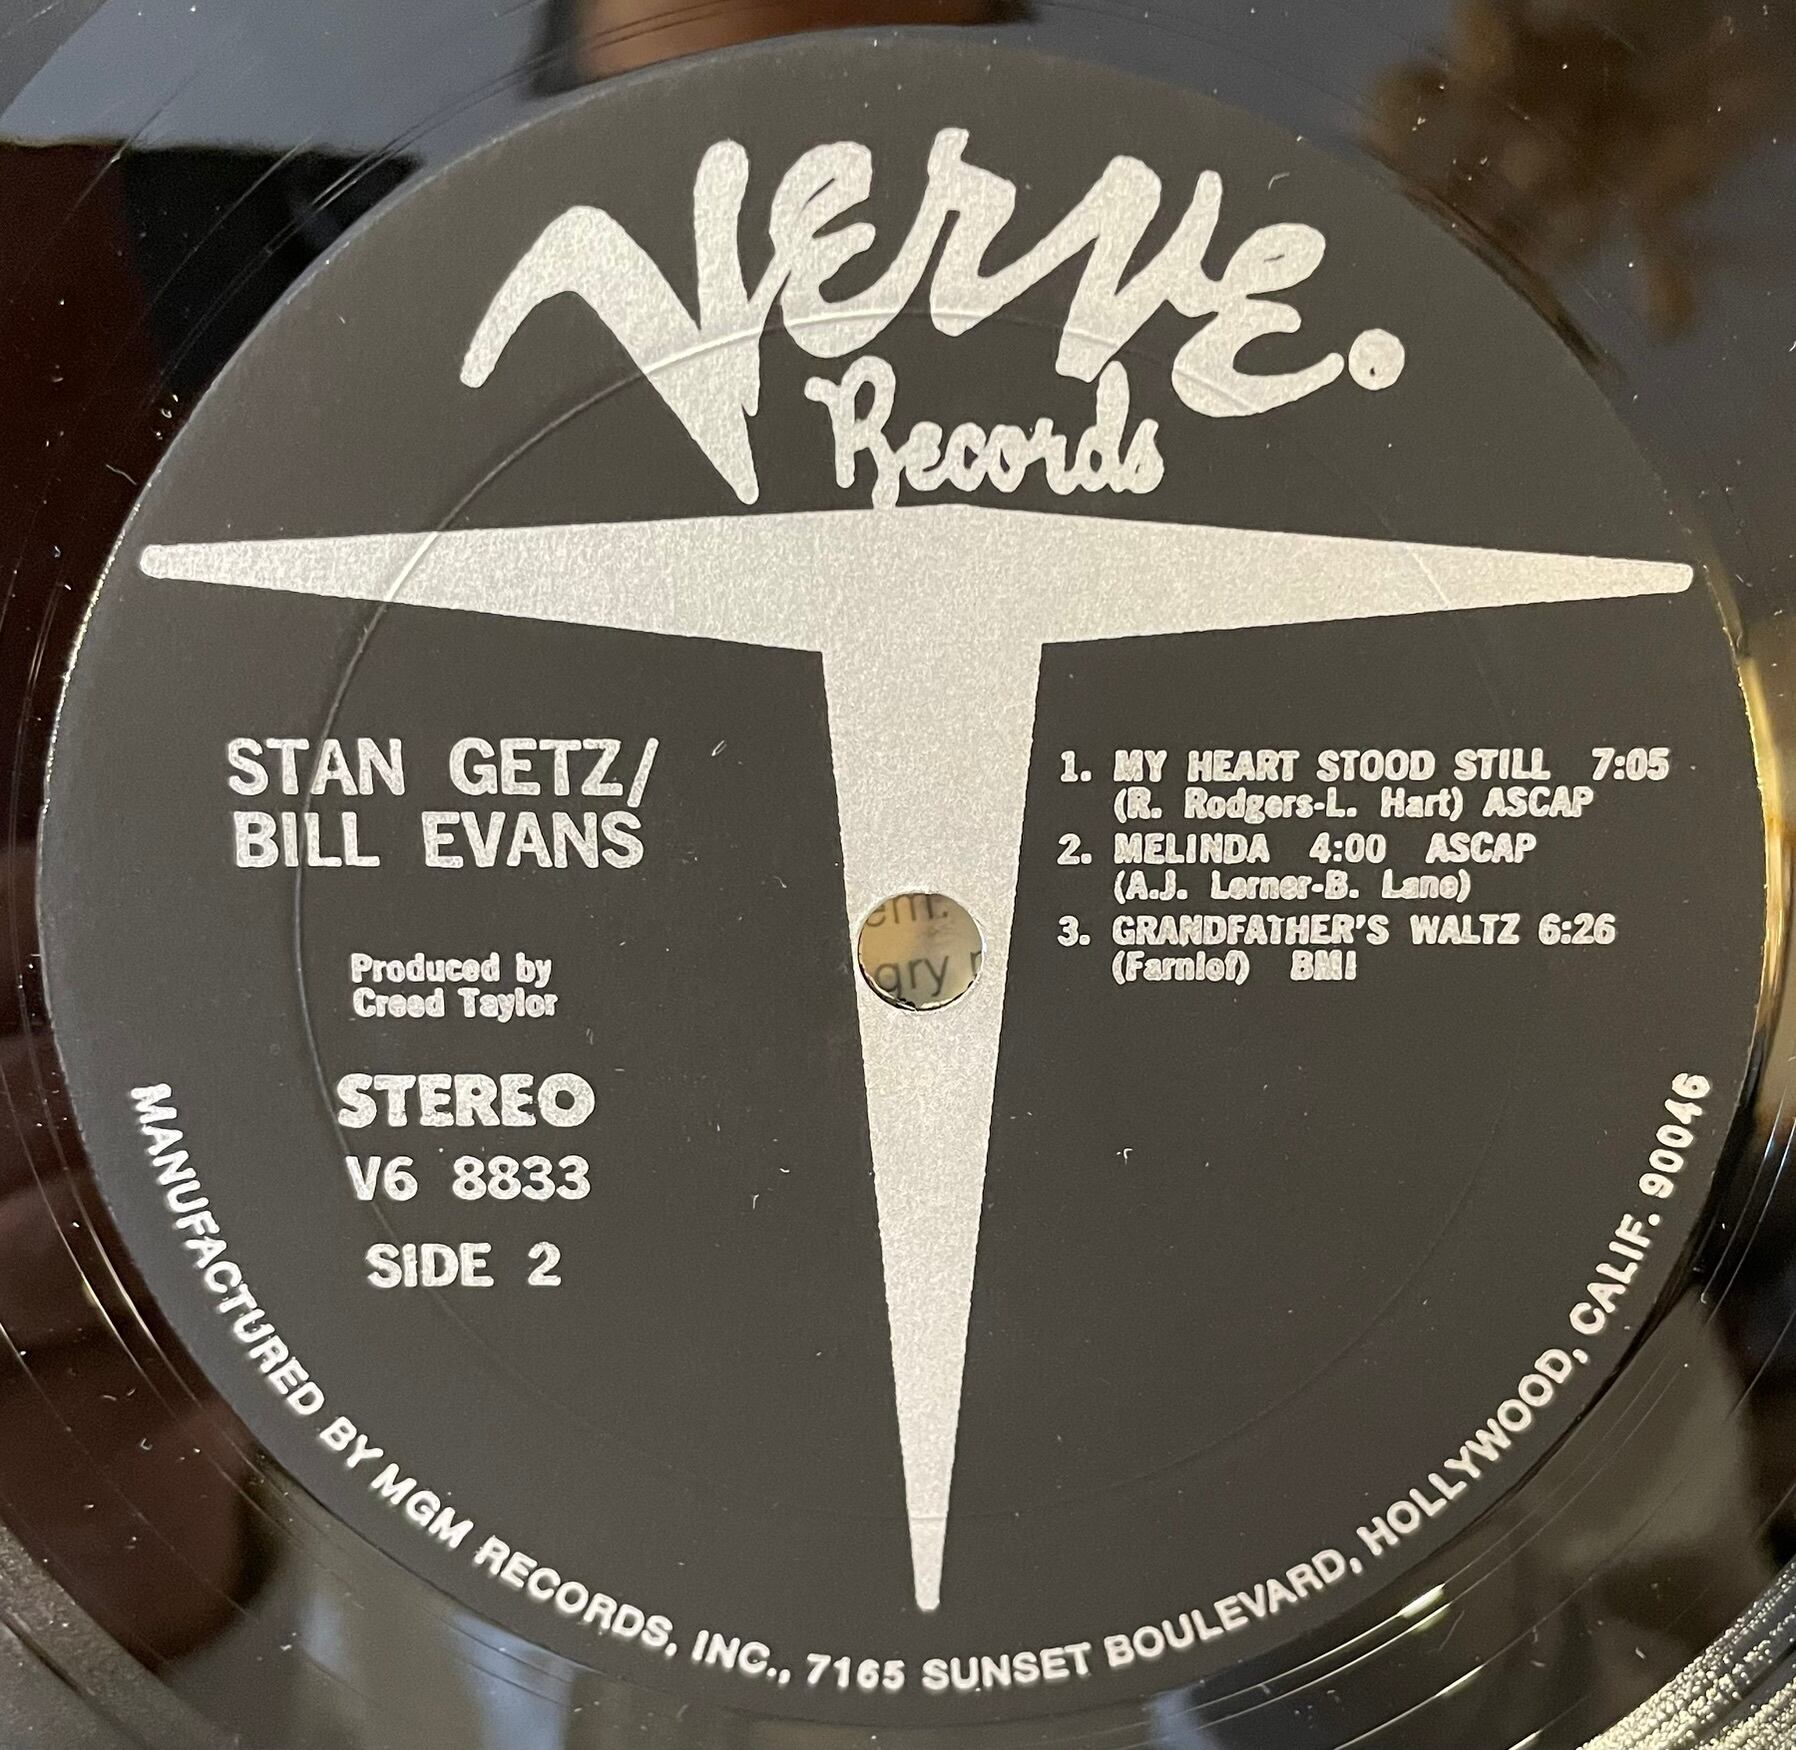 Verve.
Records
STAN GETZ/
BILL EVANS
Produced by
Creed Taylor
STEREO
V6 8833
SIDE 2
1. MY HEART STOOD STILL 7:05
(R. Rodgers-L. Hart) ASCAP
2. MELINDA 4:00 ASCAP
(A.J. Lerner-B. Lane)
3. GRANDFATHER'S WALTZ 6:26
(Farnlof) BMI
gry
MANUFACTURED BY MGM RECORDS, INC., 7165 SUNSET BOULEVARD, HOLLYWOOD, CALIF. 90046